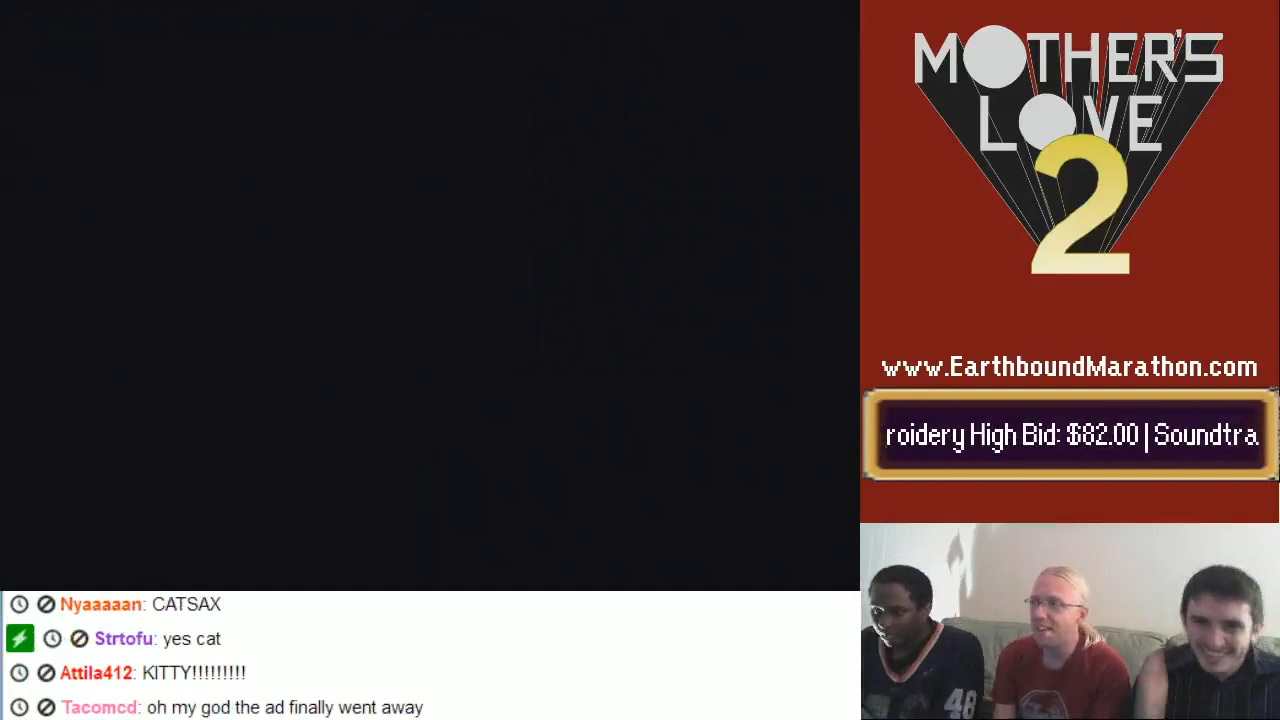 MOTHER'S
LOVE
2
www.EarthboundMarathon.com
roidery High Bid: $82.00 | Soundtra
48
Nyaaaaan: CATSAX
Strtofu: yes cat
Attila412: KITTY!!!!!!!!!
Tacomcd: oh my god the ad finally went away